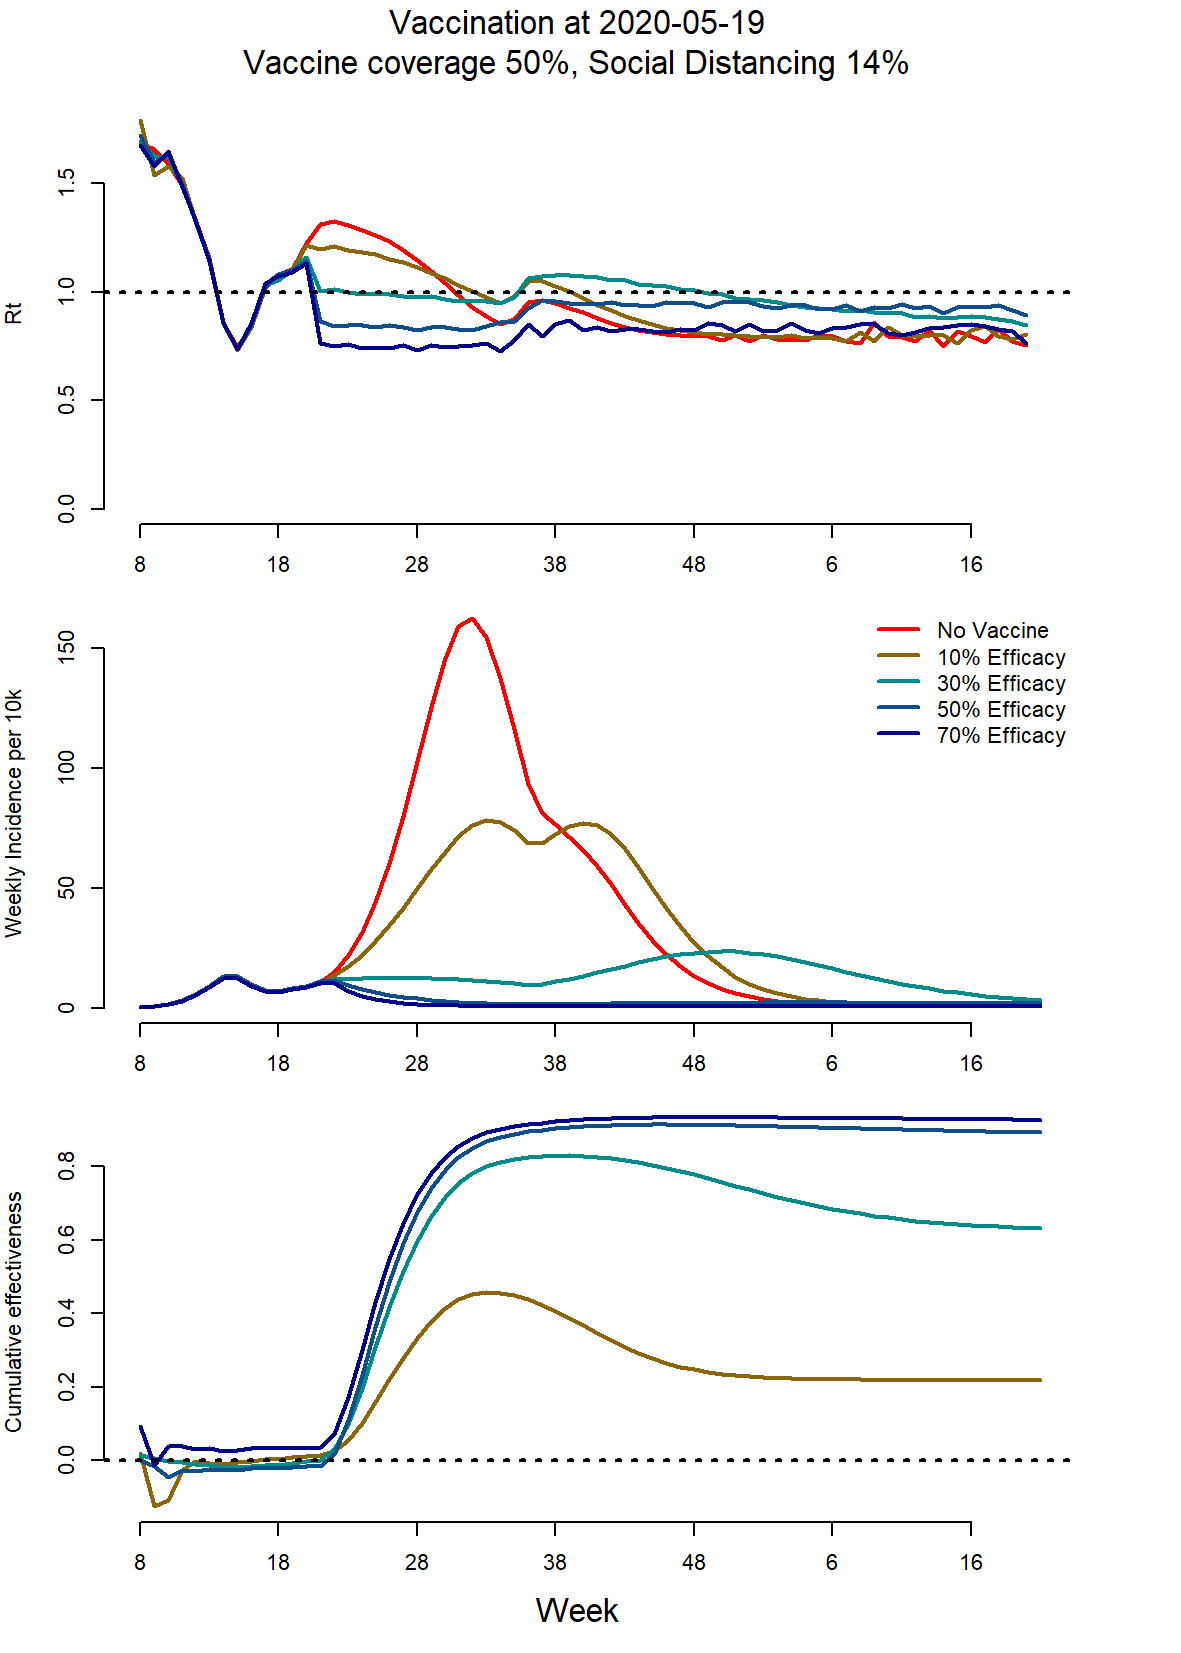 Vaccination at 2020-05-19
Vaccine coverage 50%, Social Distancing 14%
Rt
0.0
0.5
1.0
1.5
8 18 28 38 48 6 16
Weekly Incidence per 10k
0
50
100
150
No Vaccine
10% Efficacy
30% Efficacy
50% Efficacy
70% Efficacy
8 18 28 38 48 6 16
Cumulative effectiveness
0.0
0.2
0.4
0.6
0.8
8 18 28 38 48 6 16
Week